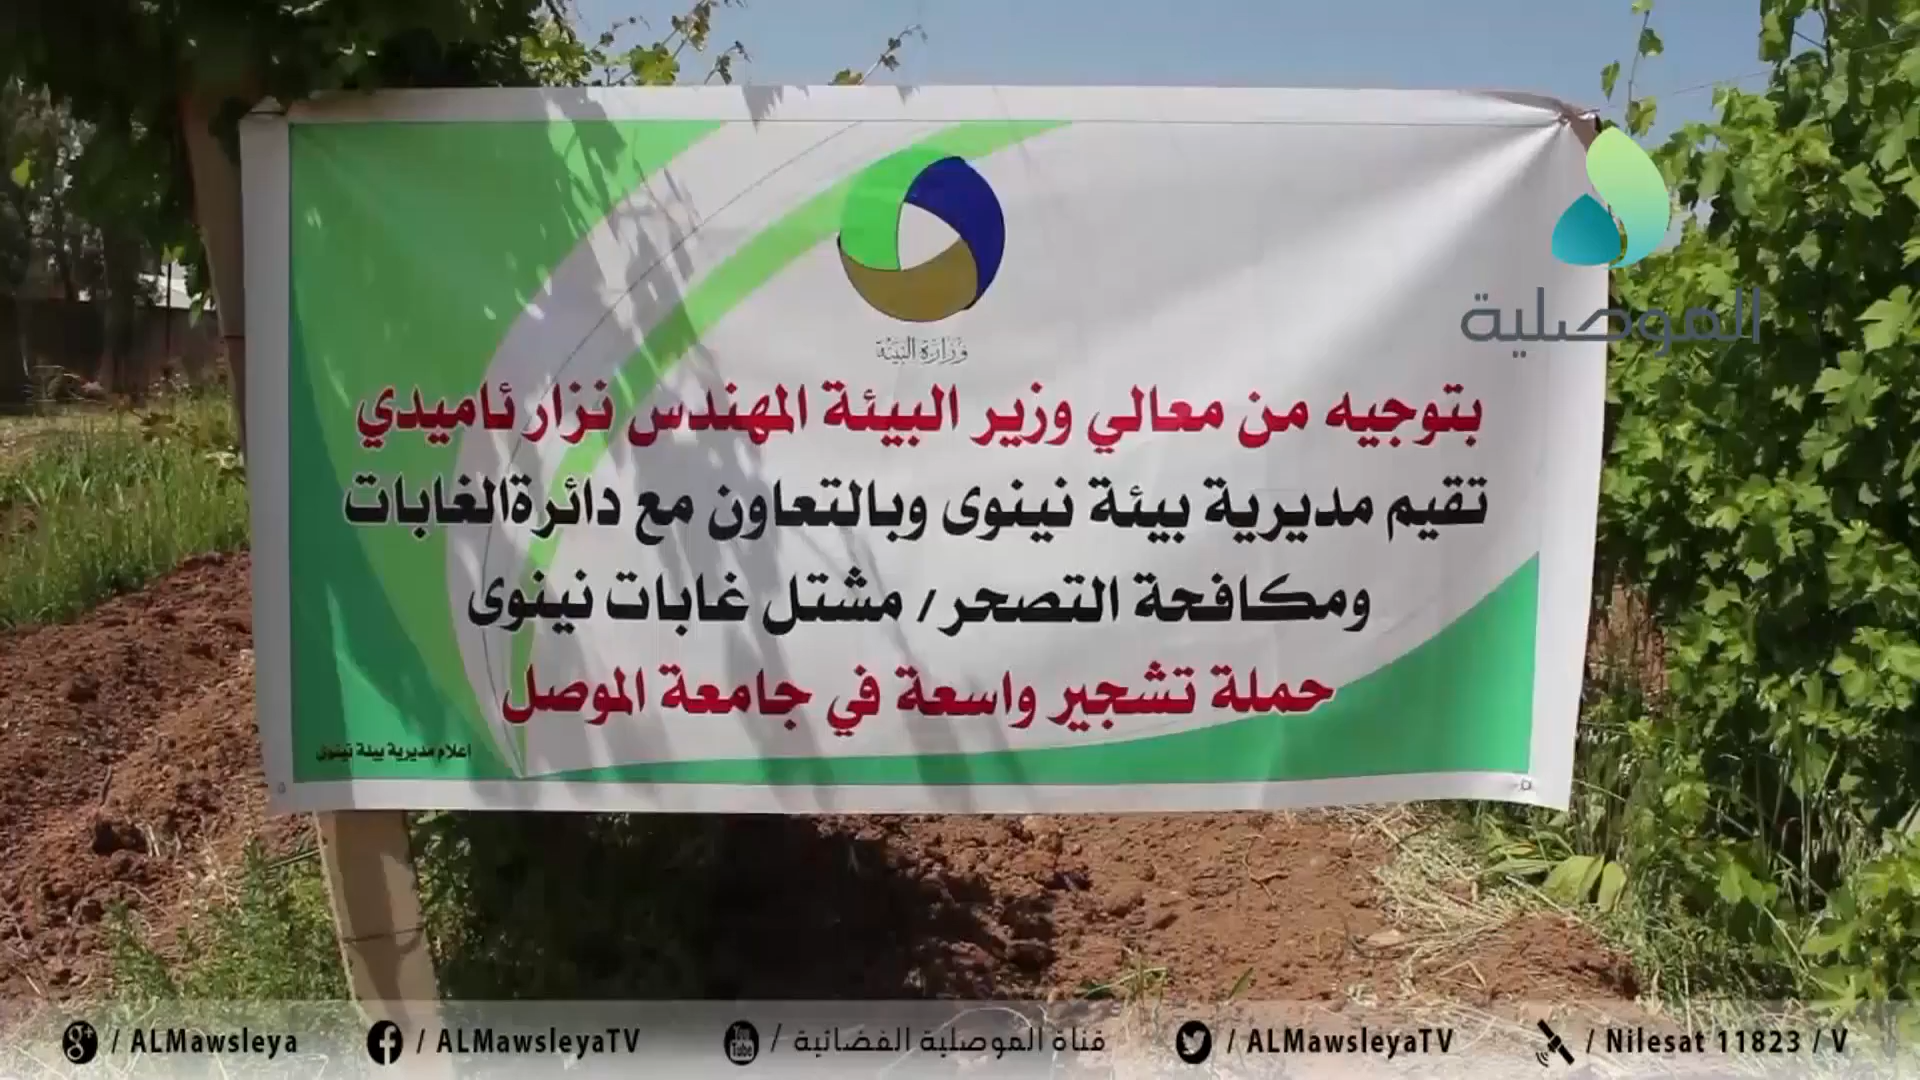 وزارة البيئة
الموصلية
بتوجيه من معالي وزير البيئة المهندس نزار ئاميدي
تقيم مديرية بيئة نينوى وبالتعاون مع دائرةالغابات
ومكافحة التصحر / مشتل غابات نينوى
حملة تشجير واسعة في جامعة الموصل
اعلام مديرية بيئة نينوى
g+ / ALMawsleya
f / ALMawsleyaTV
You Tube / قناة الموصلية الفضائية
/ ALMawsleyaTV
/ Nilesat 11823 / V